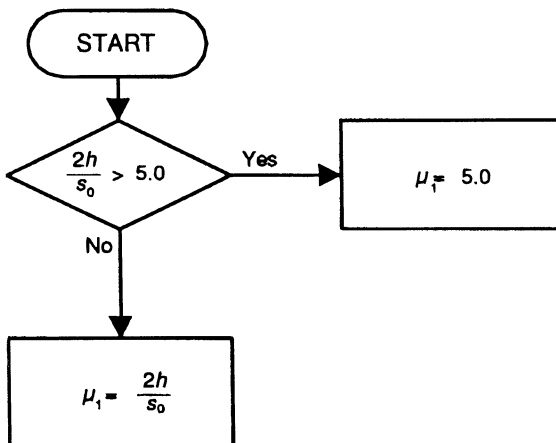 START
2h/s₀ > 5.0
Yes
μ₁= 5.0
No
μ₁= 2h/s₀